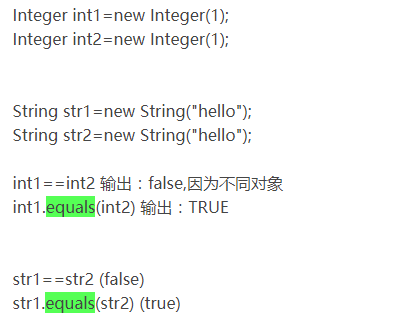 Integer int1=new Integer(1);
Integer int2=new Integer(1);
String str1=new String("hello");
String str2=new String("hello");
int1==int2 输出：false,因为不同对象
int1.equals(int2) 输出：TRUE
str1==str2 (false)
str1.equals(str2) (true)